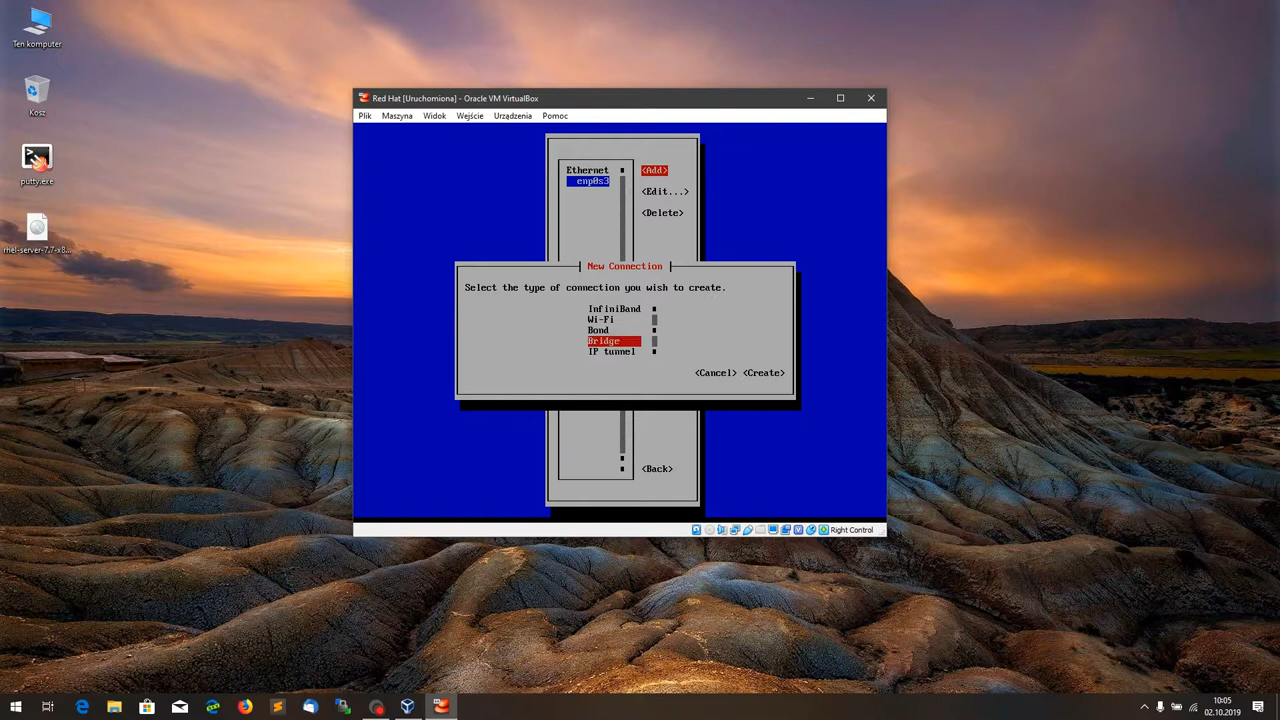 Ten komputer
Kosz
putty.exe
rhel-server-7.7-x8...
Red Hat [Uruchomiona] - Oracle VM VirtualBox
Plik Maszyna Widok Wejście Urządzenia Pomoc
Ethernet
enp0s3
<Add>
<Edit...>
<Delete>
New Connection
Select the type of connection you wish to create.
InfiniBand
Wi-Fi
Bond
Bridge
IP tunnel
<Cancel> <Create>
<Back>
Right Control
10:05
02.10.2019